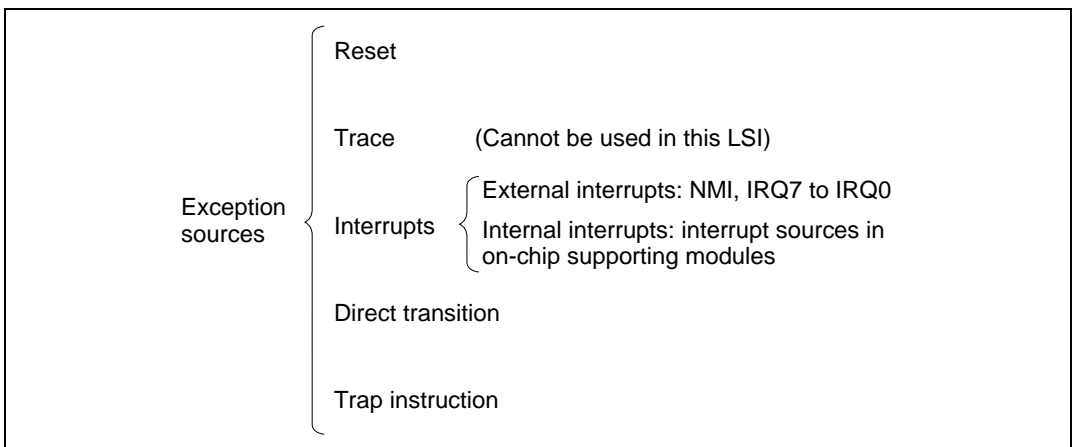 Reset
Trace (Cannot be used in this LSI)
Exception
sources
Interrupts
External interrupts: NMI, IRQ7 to IRQ0
Internal interrupts: interrupt sources in
on-chip supporting modules
Direct transition
Trap instruction